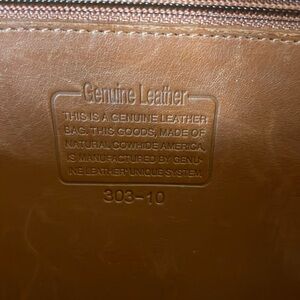 Genuine Leather
THIS IS A GENUINE LEATHER
BAG. THIS GOODS, MADE OF
NATURAL COWHIDE AMERICA,
IS MANUFACTURED BY GENU-
INE LEATHER' UNIQUE SYSTEM.
303-10